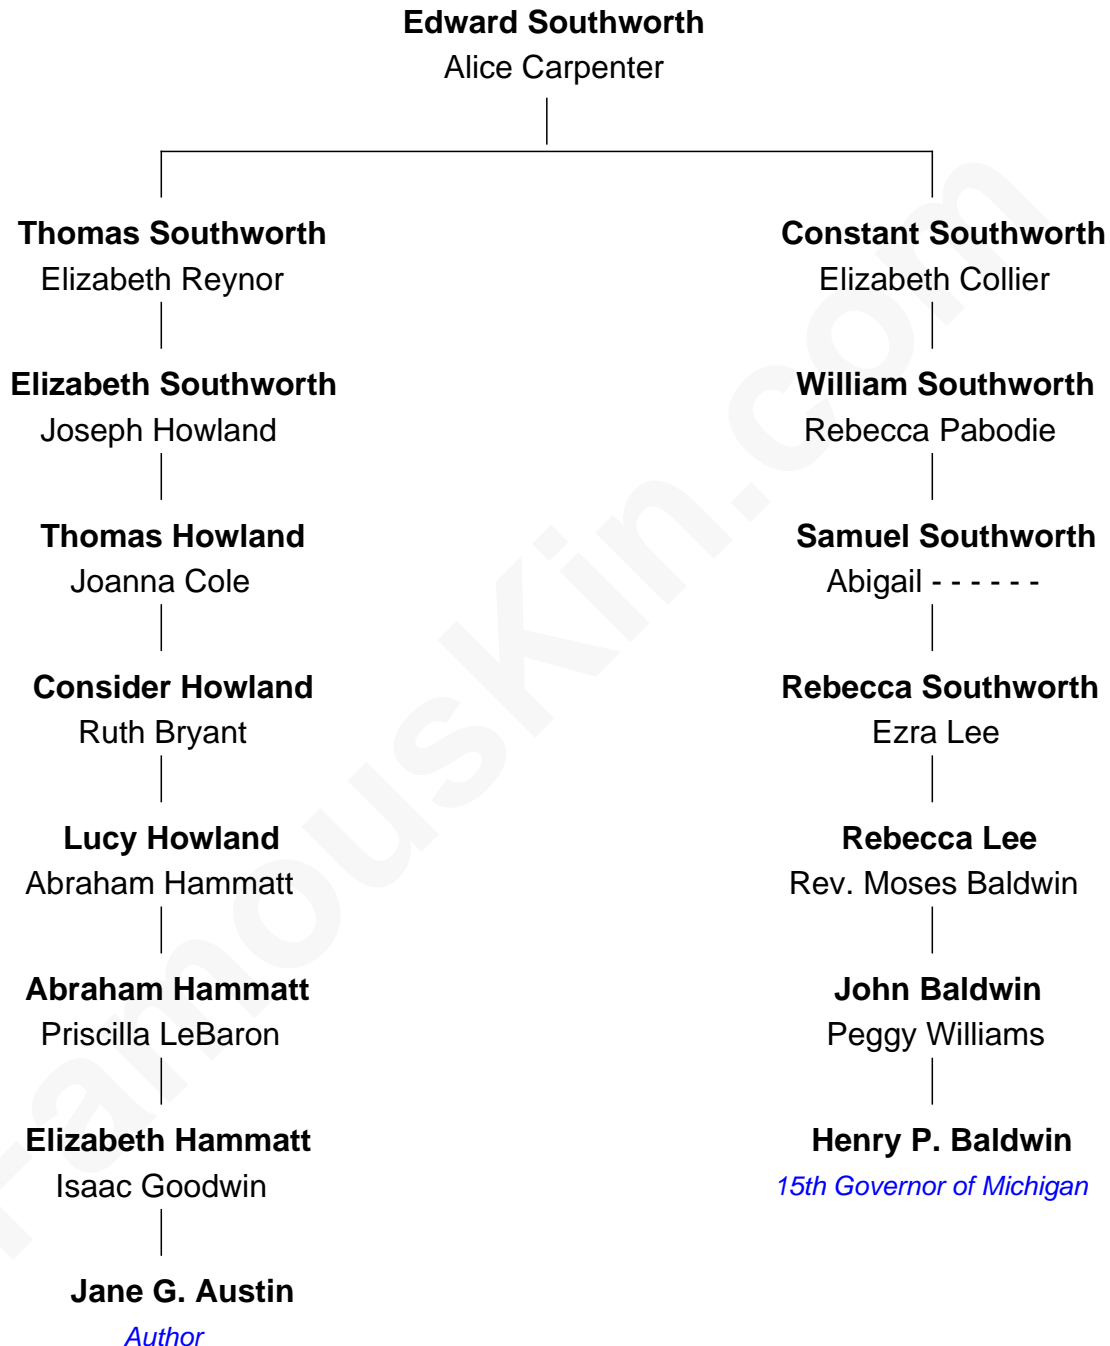 Edward Southworth
Alice Carpenter
Thomas Southworth
Elizabeth Reynor
Constant Southworth
Elizabeth Collier
Elizabeth Southworth
Joseph Howland
William Southworth
Rebecca Pabodie
Thomas Howland
Joanna Cole
Samuel Southworth
Abigail - - - - - -
Consider Howland
Ruth Bryant
Rebecca Southworth
Ezra Lee
Lucy Howland
Abraham Hammatt
Rebecca Lee
Rev. Moses Baldwin
Abraham Hammatt
Priscilla LeBaron
John Baldwin
Peggy Williams
Elizabeth Hammatt
Isaac Goodwin
Henry P. Baldwin
15th Governor of Michigan
Jane G. Austin
Author
FamousKin.com